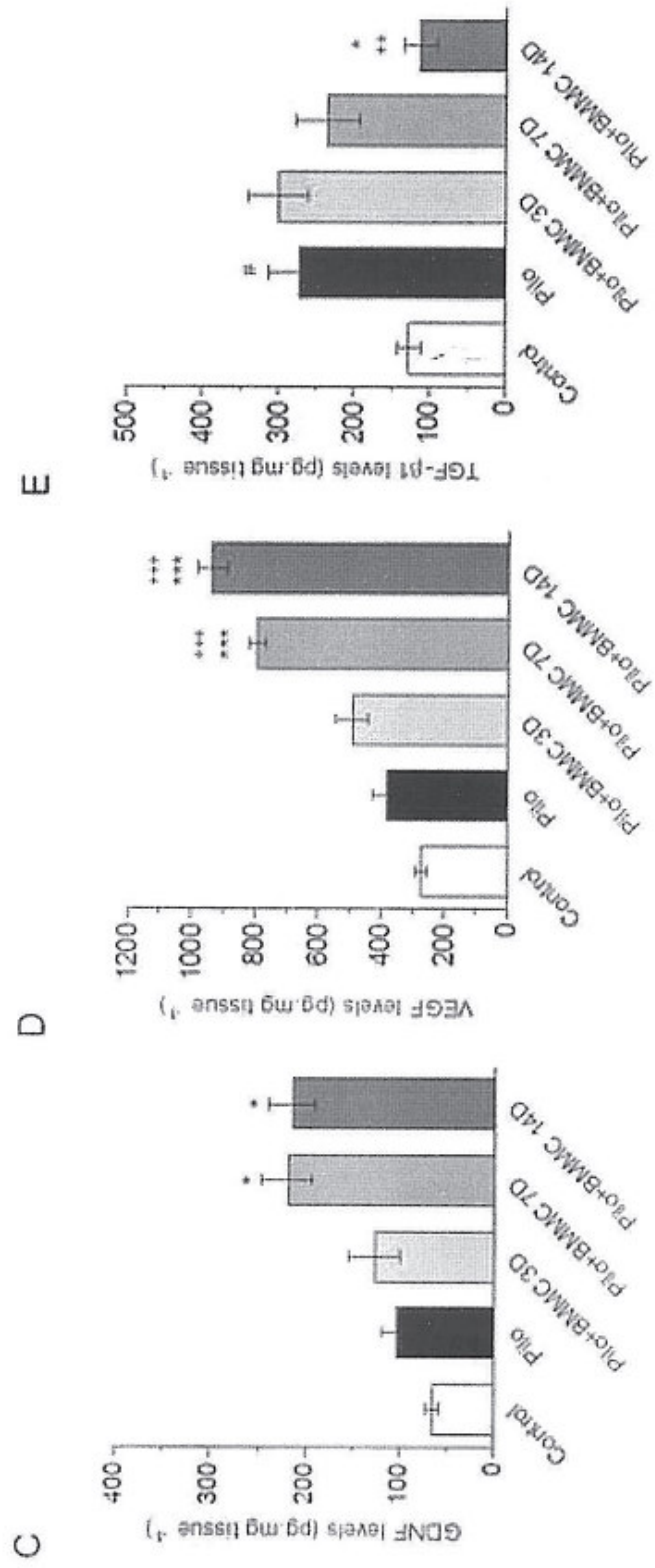 C
GDNF levels (pg.mg tissue ⁻¹)
400
300
200
100
0
Control
Pilo
Pilo+BMMC 3D
Pilo+BMMC 7D
Pilo+BMMC 14D
*
*
D
VEGF levels (pg.mg tissue ⁻¹)
1200
1000
800
600
400
200
0
Control
Pilo
Pilo+BMMC 3D
Pilo+BMMC 7D
Pilo+BMMC 14D
+++
***
+++
***
E
TGF-β1 levels (pg.mg tissue ⁻¹)
500
400
300
200
100
0
Control
Pilo
Pilo+BMMC 3D
Pilo+BMMC 7D
Pilo+BMMC 14D
#
*
++